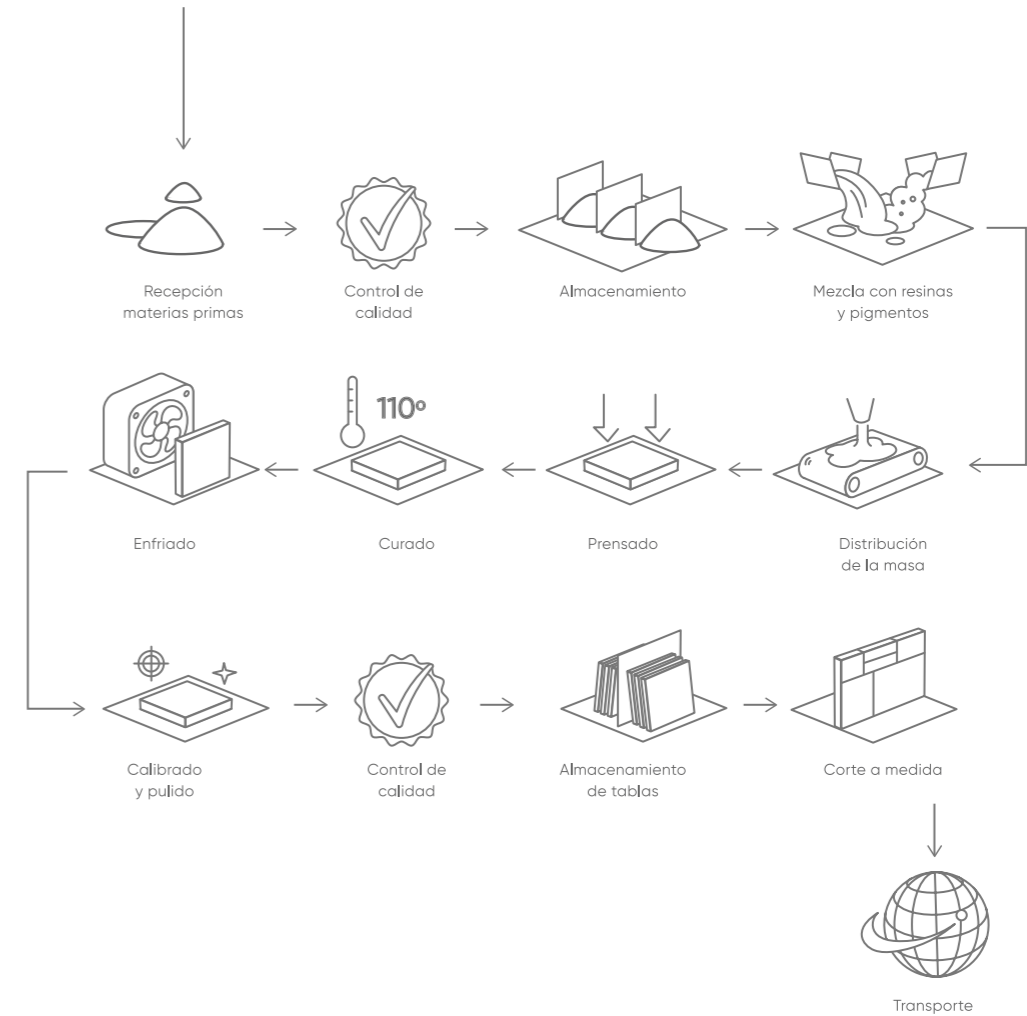 Recepción
materias primas
Control de
calidad
Almacenamiento
Mezcla con resinas
y pigmentos
110º
Enfriado
Curado
Prensado
Distribución
de la masa
Calibrado
y pulido
Control de
calidad
Almacenamiento
de tablas
Corte a medida
Transporte